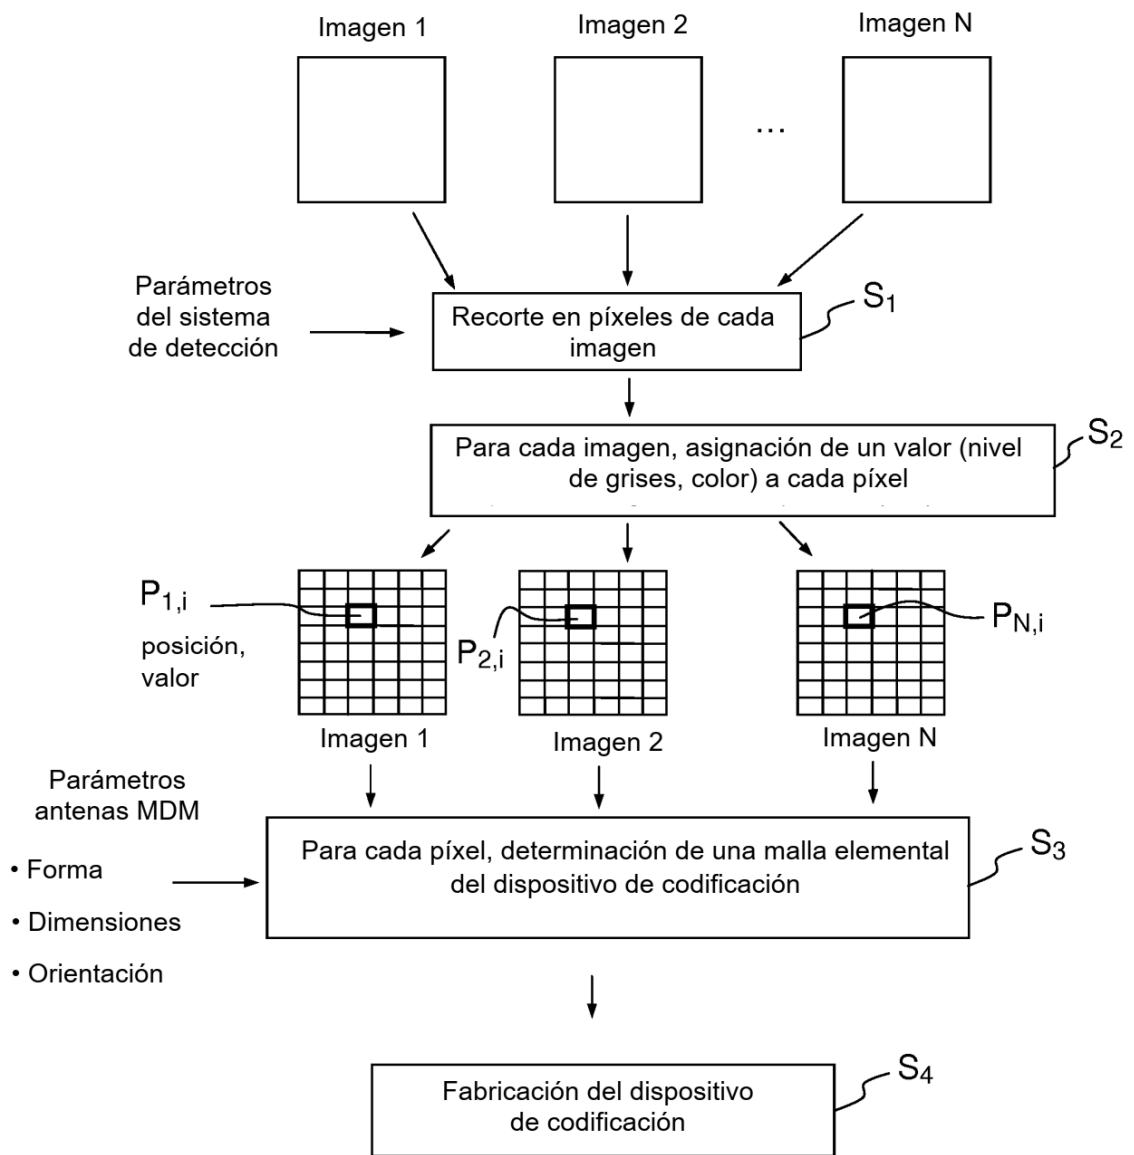 Imagen 1
Imagen 2
Imagen N
...
Parámetros
del sistema
de detección
Recorte en píxeles de cada
imagen
S1
Para cada imagen, asignación de un valor (nivel
de grises, color) a cada píxel
S2
P1,i
posición,
valor
P2,i
PN,i
Imagen 1
Imagen 2
Imagen N
Parámetros
antenas MDM
• Forma
• Dimensiones
• Orientación
Para cada píxel, determinación de una malla elemental
del dispositivo de codificación
S3
Fabricación del dispositivo
de codificación
S4